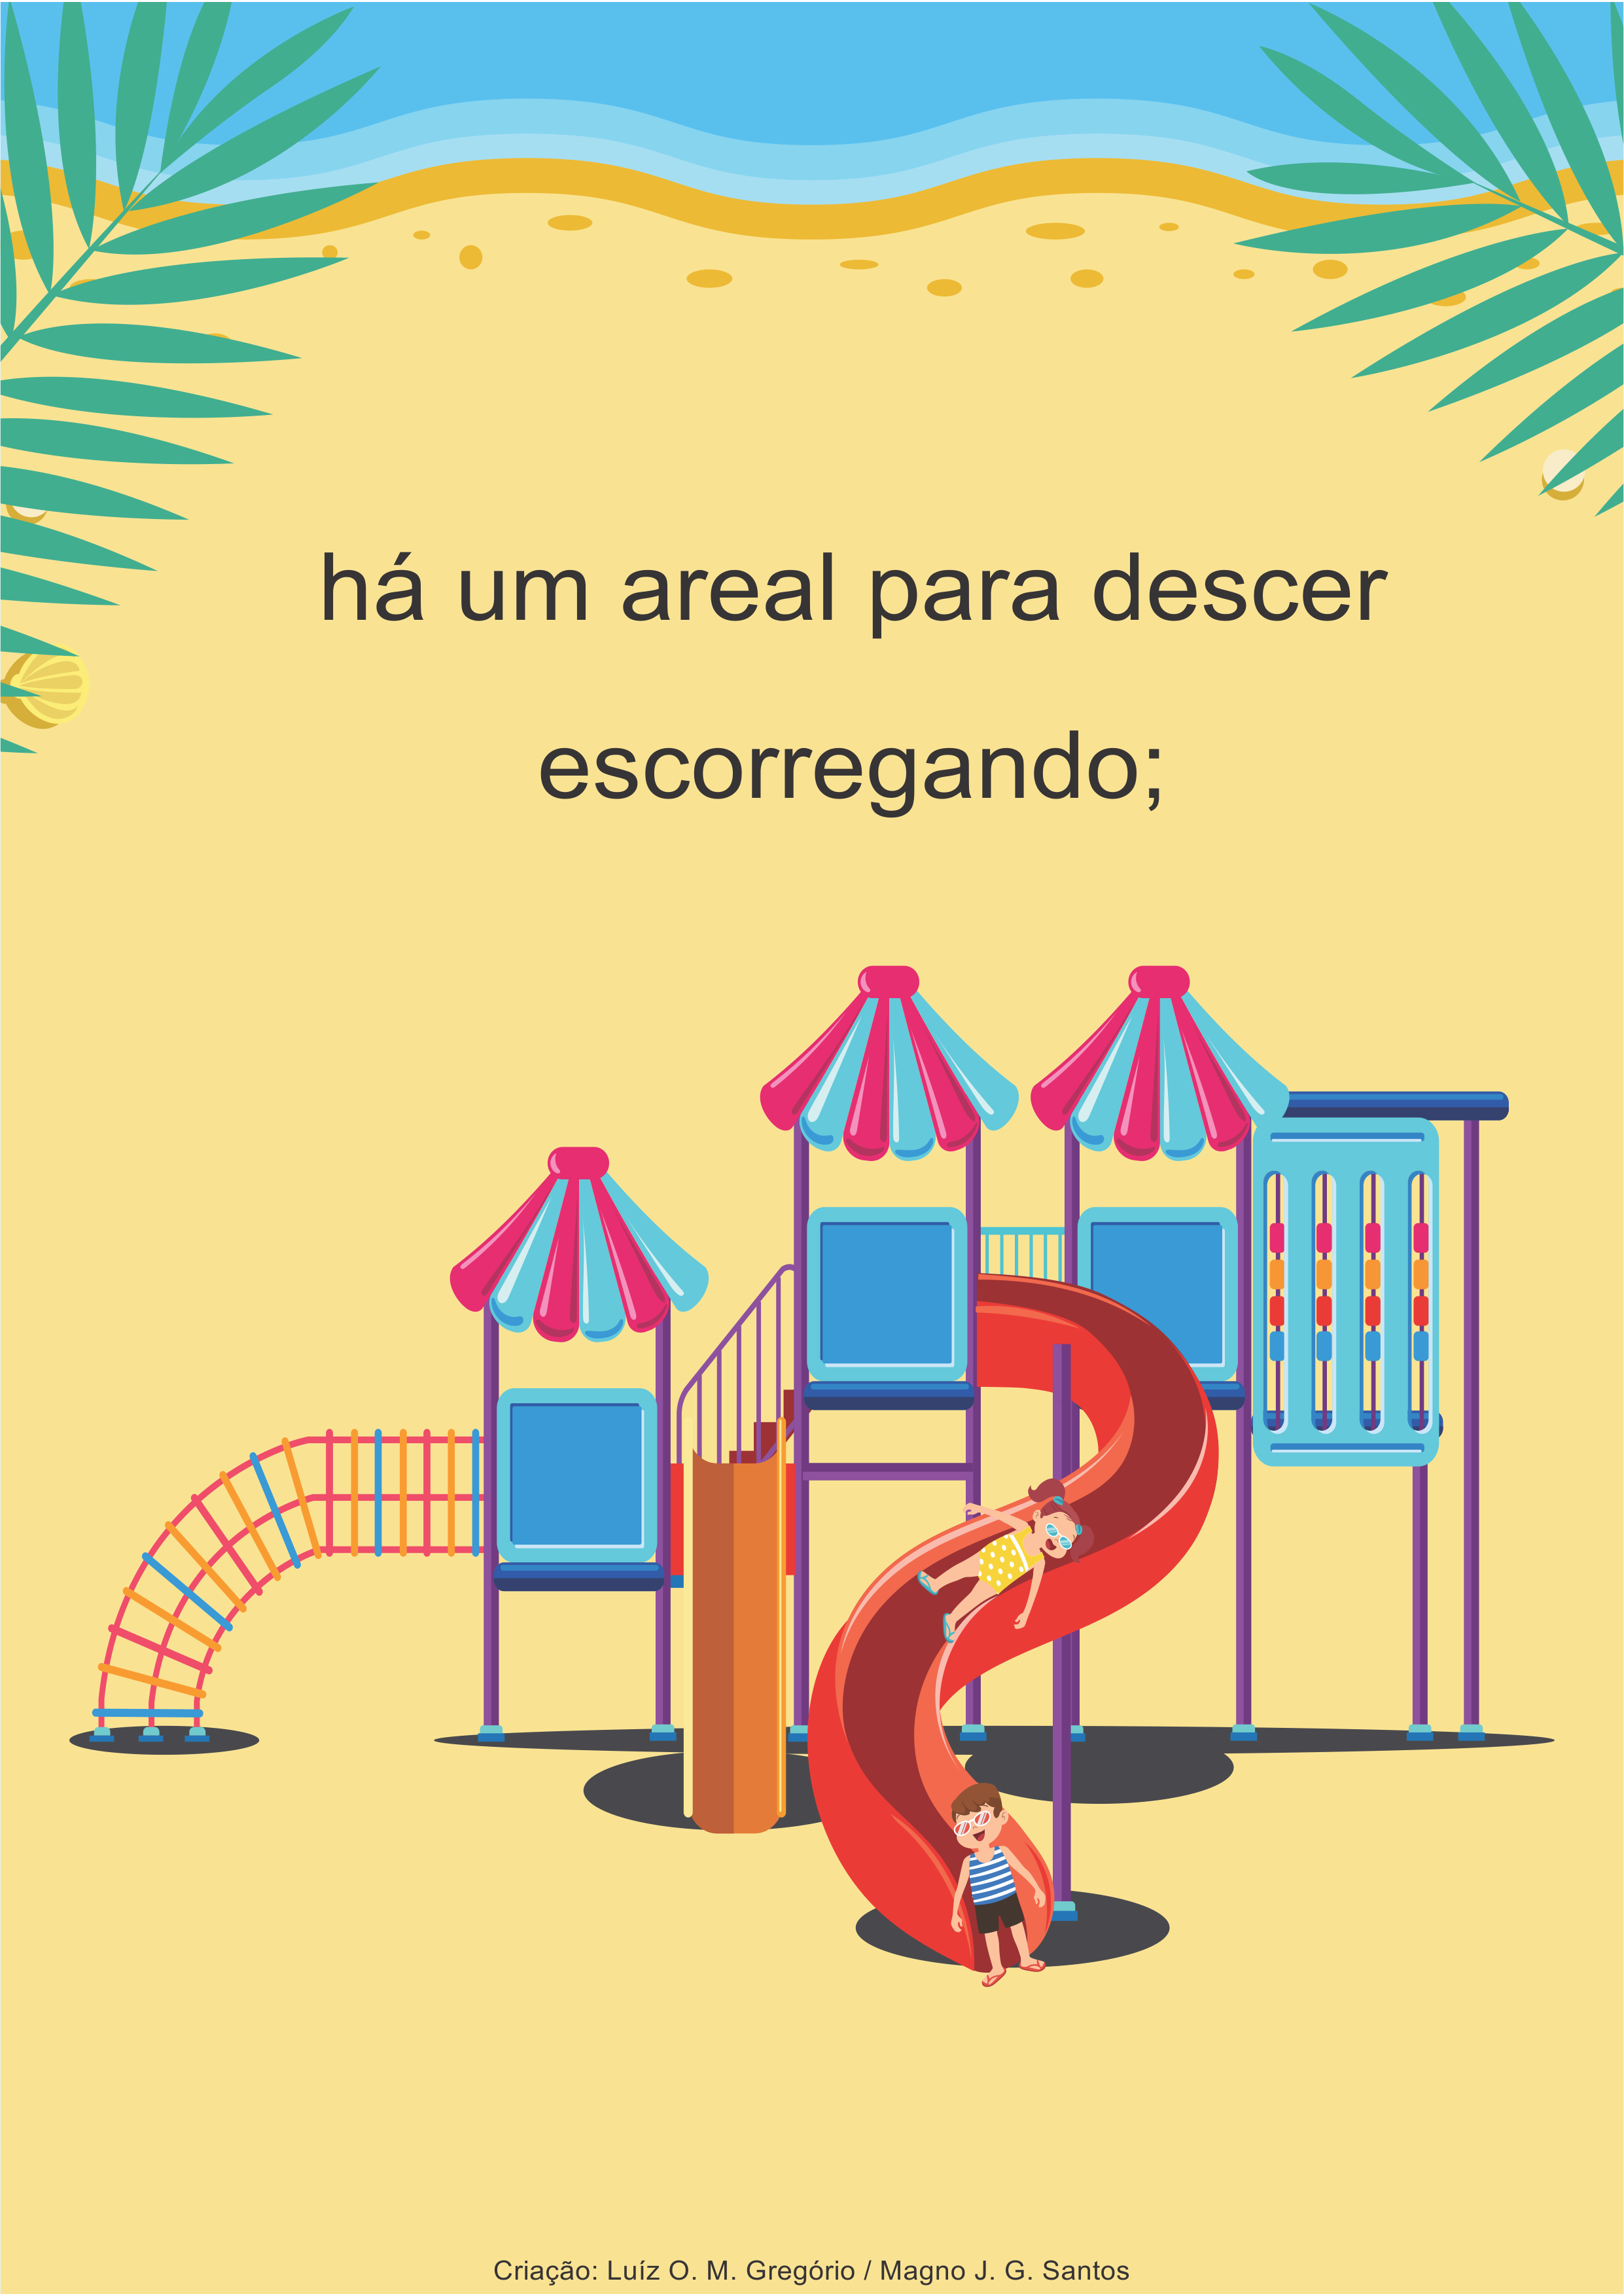 há um areal para descer
escorregando;
Criação: Luíz O. M. Gregório / Magno J. G. Santos